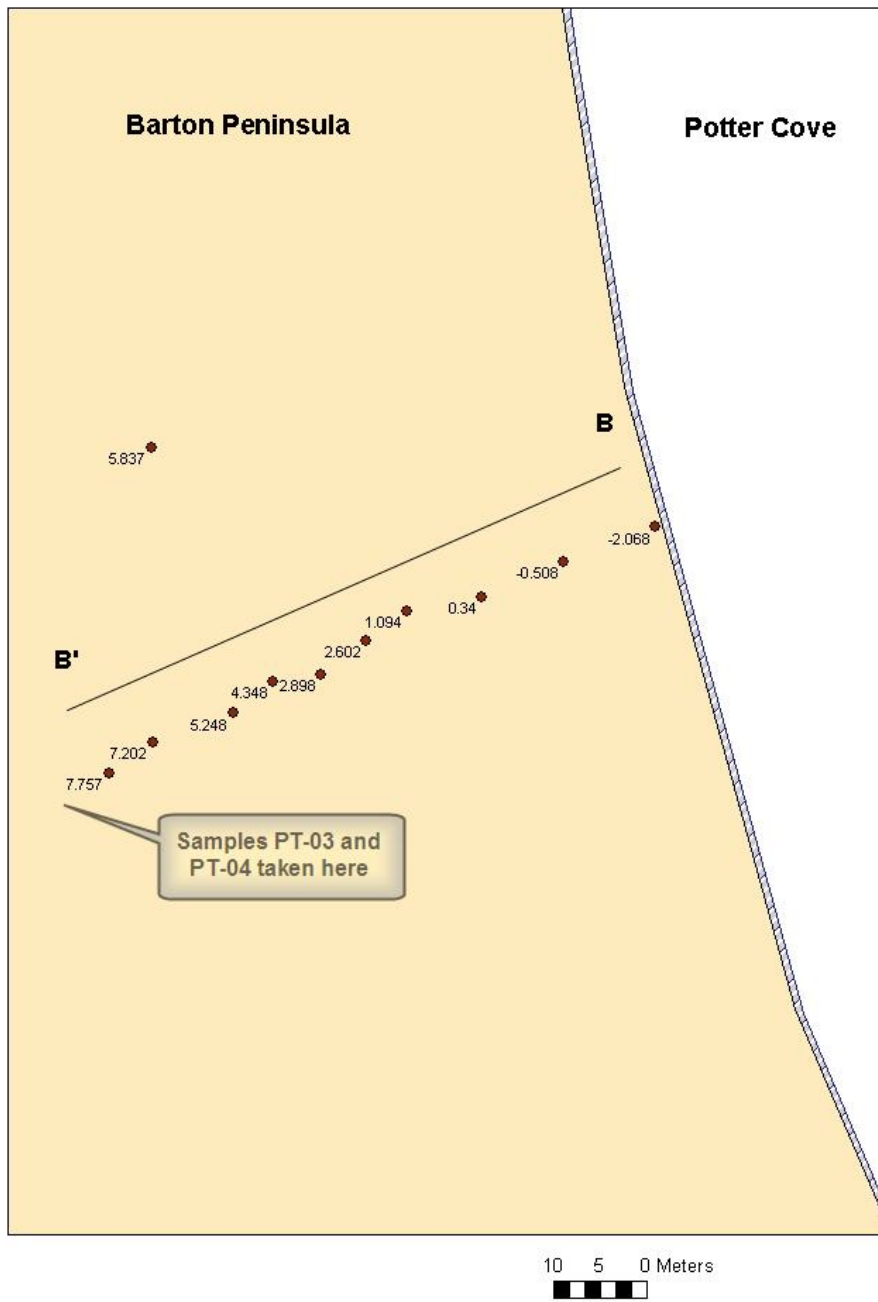 Barton Peninsula
Potter Cove
B
5.837
-2.068
-0.508
0.34
1.094
2.602
B'
2.898
4.348
5.248
7.202
7.757
Samples PT-03 and
PT-04 taken here
10 5 0 Meters